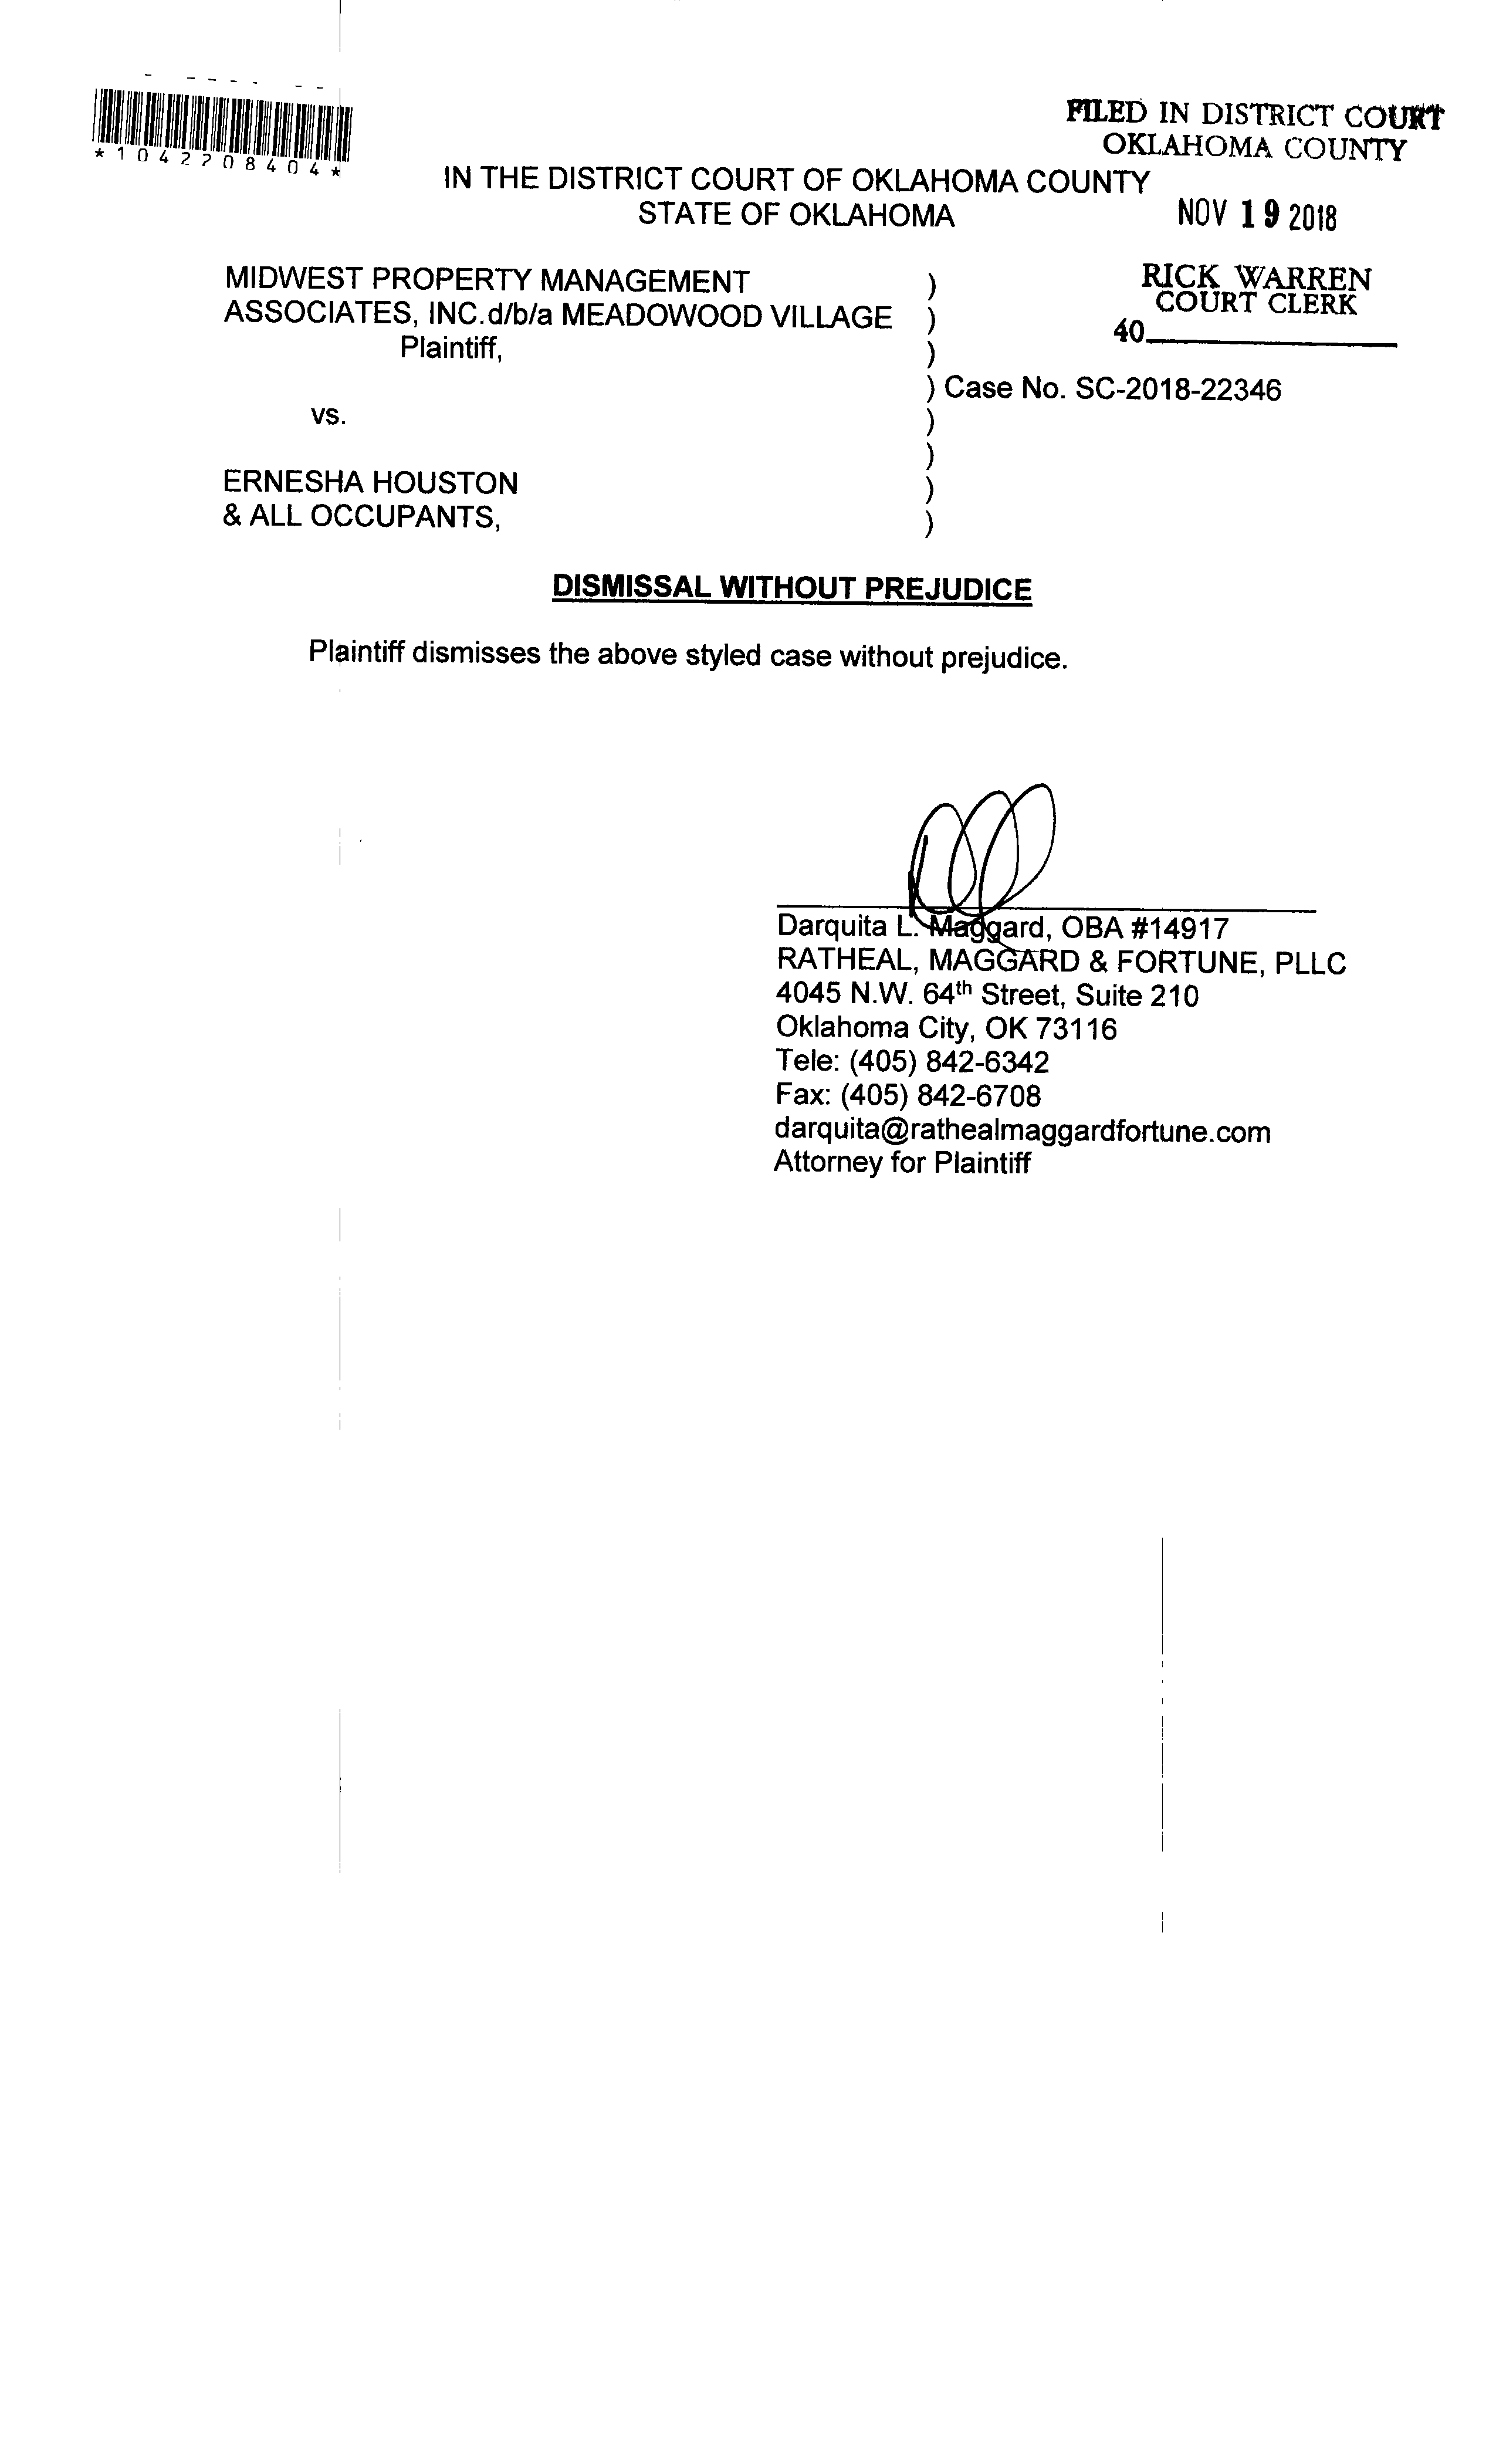 *1042208404*
FILED IN DISTRICT COURT
OKLAHOMA COUNTY
IN THE DISTRICT COURT OF OKLAHOMA COUNTY
STATE OF OKLAHOMA
NOV 19 2018
MIDWEST PROPERTY MANAGEMENT )
ASSOCIATES, INC.d/b/a MEADOWOOD VILLAGE )
Plaintiff, )
RICK WARREN
COURT CLERK
40
) Case No. SC-2018-22346
vs. )
)
ERNESHA HOUSTON )
& ALL OCCUPANTS, )
DISMISSAL WITHOUT PREJUDICE
Plaintiff dismisses the above styled case without prejudice.
Darquita L. Maggard, OBA #14917
RATHEAL, MAGGARD & FORTUNE, PLLC
4045 N.W. 64th Street, Suite 210
Oklahoma City, OK 73116
Tele: (405) 842-6342
Fax: (405) 842-6708
darquita@rathealmaggardfortune.com
Attorney for Plaintiff